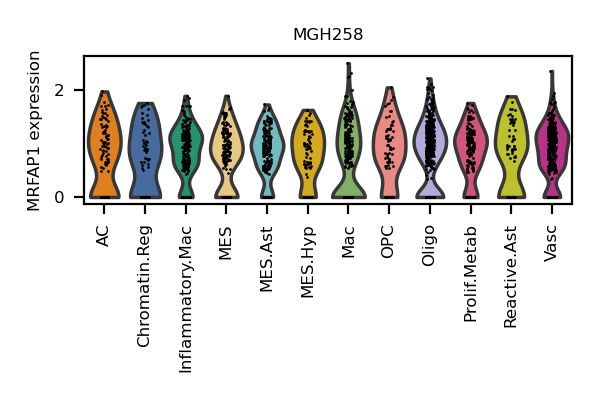 MGH258
MRFAP1 expression
2
0
AC
Chromatin.Reg
Inflammatory.Mac
MES
MES.Ast
MES.Hyp
Mac
OPC
Oligo
Prolif.Metab
Reactive.Ast
Vasc